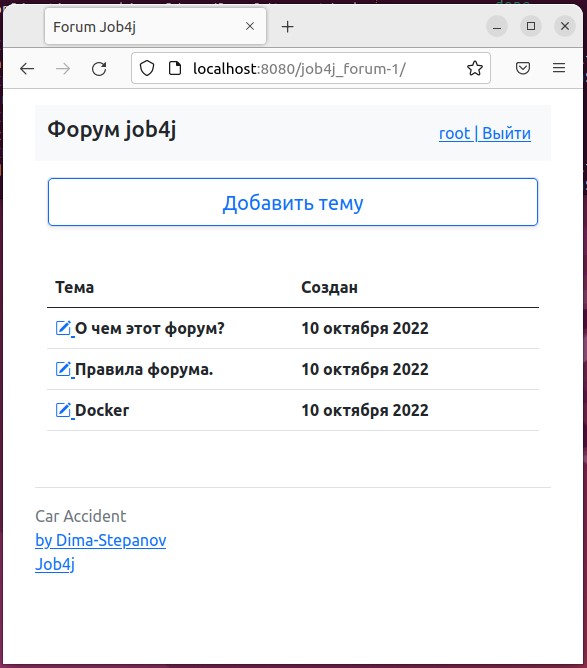 Forum Job4j
localhost:8080/job4j_forum-1/
Форум job4j
root | Выйти
Добавить тему
Тема Создан
О чем этот форум? 10 октября 2022
Правила форума. 10 октября 2022
Docker 10 октября 2022
Car Accident
by Dima-Stepanov
Job4j